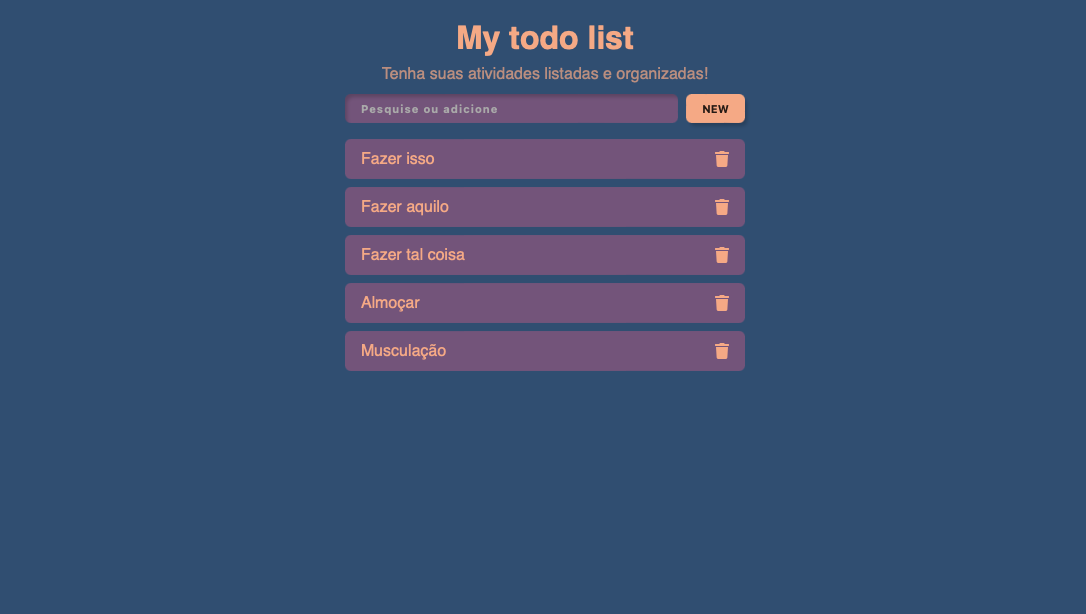 My todo list
Tenha suas atividades listadas e organizadas!
Pesquise ou adicione
NEW
Fazer isso
Fazer aquilo
Fazer tal coisa
Almoçar
Musculação